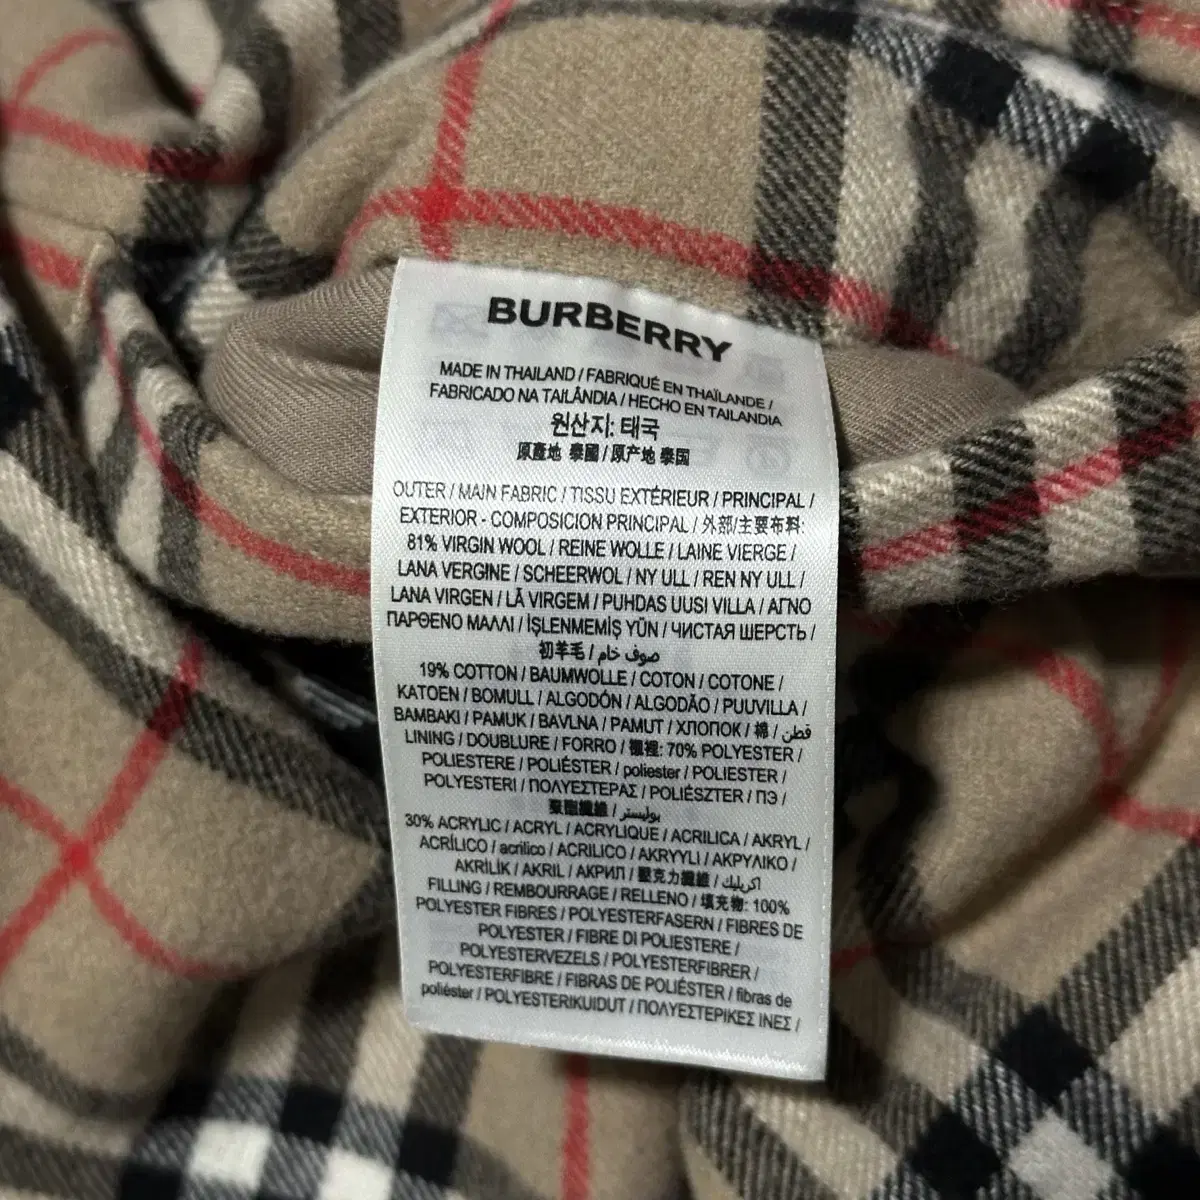 BURBERRY
MADE IN THAILAND / FABRIQUÉ EN THAÏLANDE /
FABRICADO NA TAILÂNDIA / HECHO EN TAILANDIA
원산지: 태국
原產地 泰國 / 原产地 泰国
OUTER / MAIN FABRIC / TISSU EXTÉRIEUR / PRINCIPAL /
EXTERIOR - COMPOSICION PRINCIPAL / 外部/主要布料:
81% VIRGIN WOOL / REINE WOLLE / LAINE VIERGE /
LANA VERGINE / SCHEERWOL / NY ULL / REN NY ULL /
LANA VIRGEN / LÃ VIRGEM / PUHDAS UUSI VILLA / ΑΓΝΟ
ΠΑΡΘΕΝΟ ΜΑΛΛΙ / İŞLENMEMİŞ YÜN / ЧИСТАЯ ШЕРСТЬ /
初羊毛 / صوف خام /
19% COTTON / BAUMWOLLE / COTON / COTONE /
KATOEN / BOMULL / ALGODÓN / ALGODÃO / PUUVILLA /
BAMBAKI / PAMUK / BAVLNA / PAMUT / ХЛОПОК / 棉 / قطن
LINING / DOUBLURE / FORRO / 襯裡: 70% POLYESTER /
POLIESTERE / POLIÉSTER / poliester / POLIESTER /
POLYESTERI / ΠΟΛΥΕΣΤΕΡΑΣ / POLIÉSZTER / ПЭ /
聚酯纖維 / بوليستر
30% ACRYLIC / ACRYL / ACRYLIQUE / ACRILICA / AKRYL /
ACRÍLICO / acrílico / ACRILICO / AKRYYLI / ΑΚΡΥΛΙΚΟ /
AKRİLİK / AKRIL / АКРИЛ / 壓克力纖維 / اكريليك
FILLING / REMBOURRAGE / RELLENO / 填充物: 100%
POLYESTER FIBRES / POLYESTERFASERN / FIBRES DE
POLYESTER / FIBRE DI POLIESTERE /
POLYESTERVEZELS / POLYESTERFIBRER /
POLYESTERFIBRE / FIBRAS DE POLIÉSTER / fibras de
poliéster / POLYESTERIKUIDUT / ΠΟΛΥΕΣΤΕΡΙΚΕΣ ΙΝΕΣ /